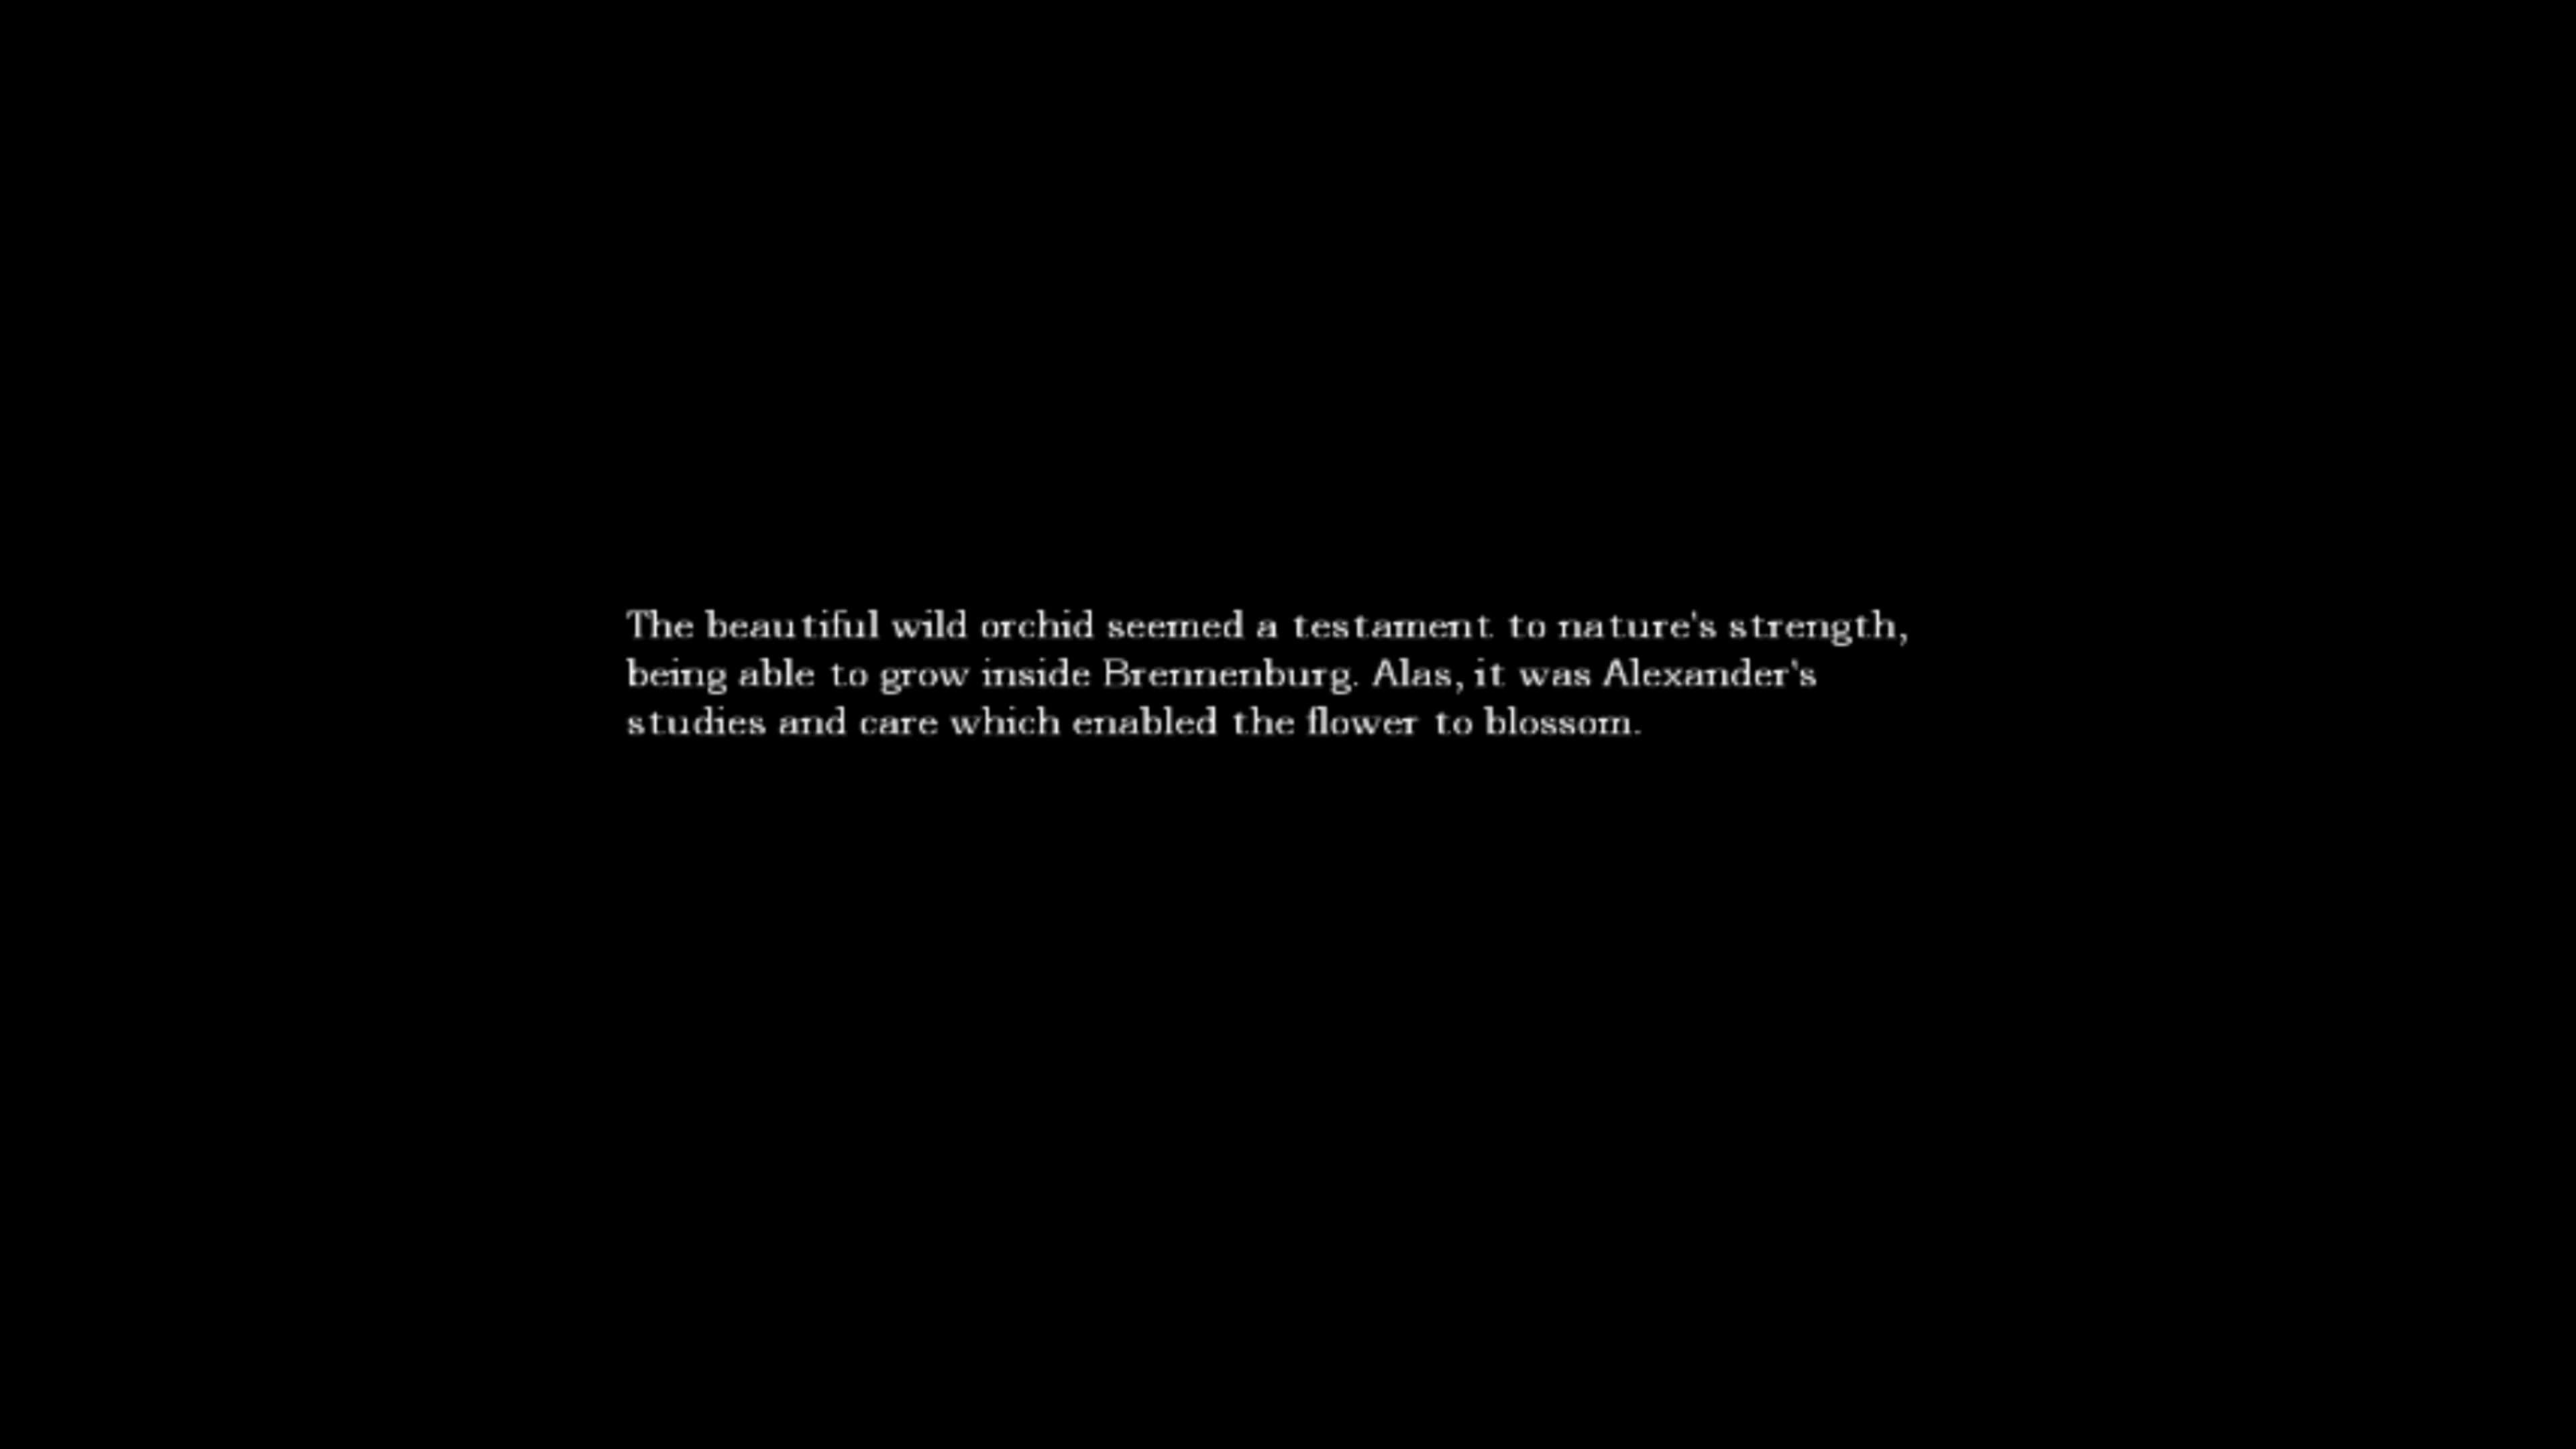 The beautiful wild orchid seemed a testament to nature's strength,
being able to grow inside Brennenburg. Alas, it was Alexander's
studies and care which enabled the flower to blossom.